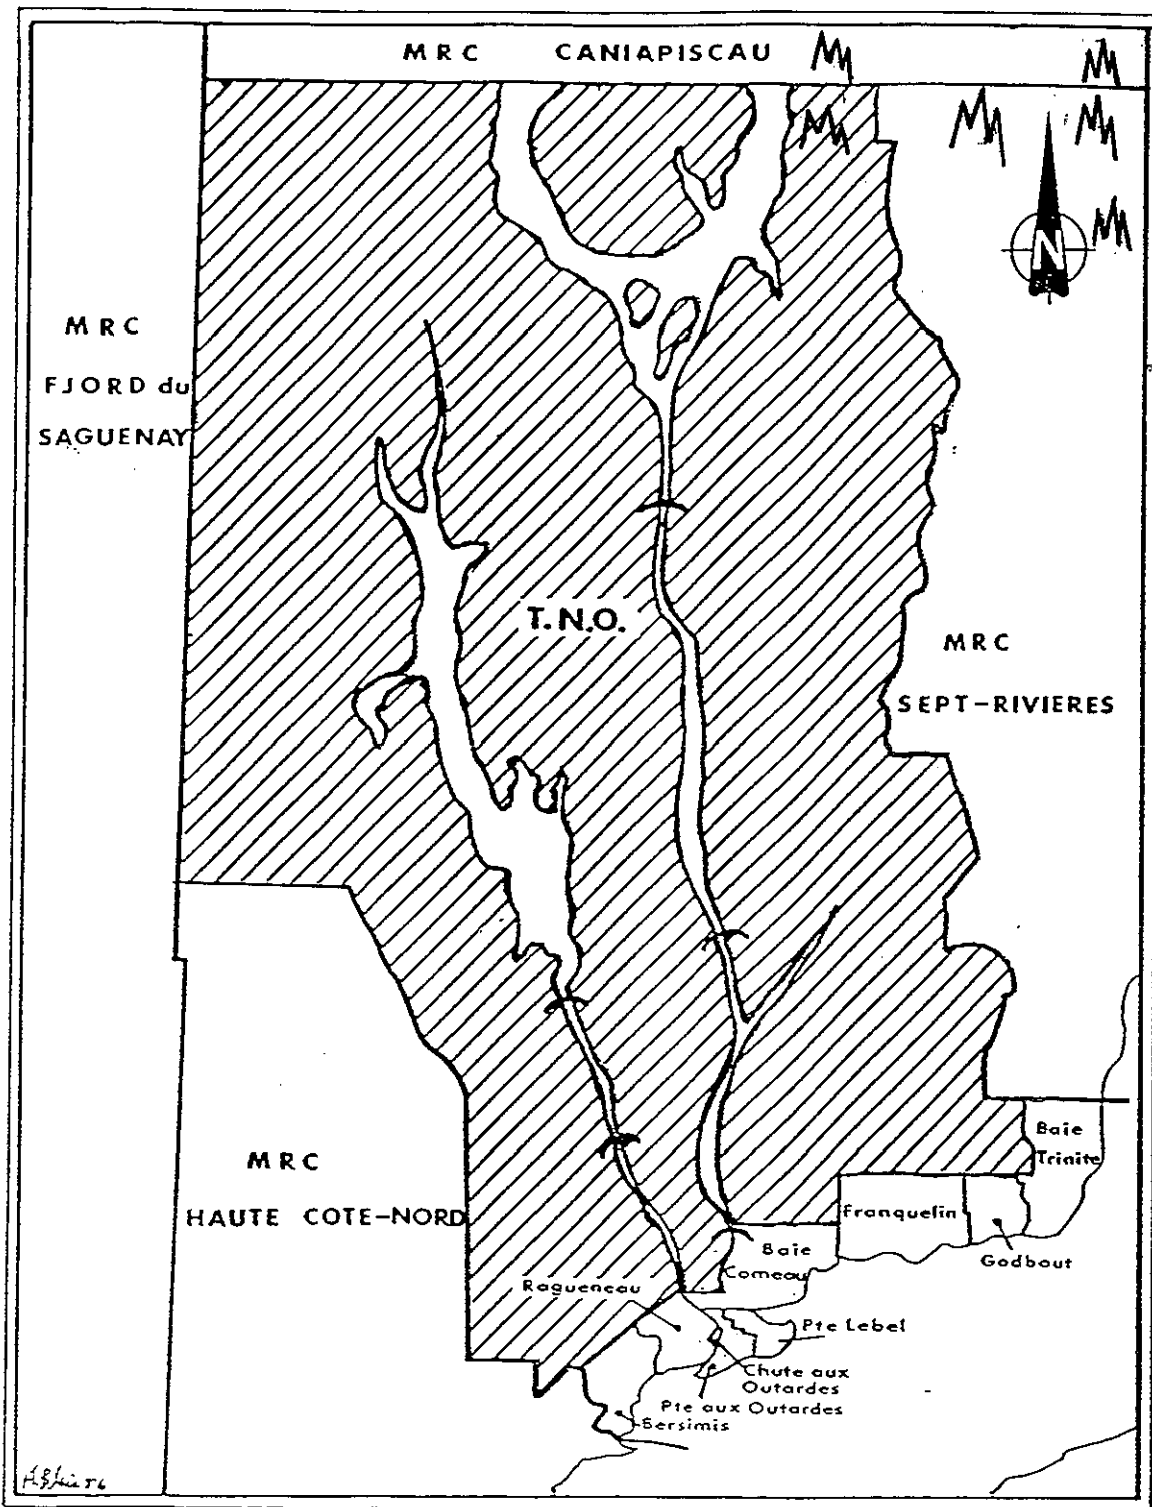 MRC CANIAPISCAU
N
MRC
FJORD du
SAGUENAY
T.N.O.
MRC
SEPT-RIVIERES
Baie
Trinite
MRC
HAUTE COTE-NORD
Franquelin
Godbout
Baie
Comeau
Ragueneau
Pte Lebel
Chute aux
Outardes
Pte aux Outardes
Bersimis